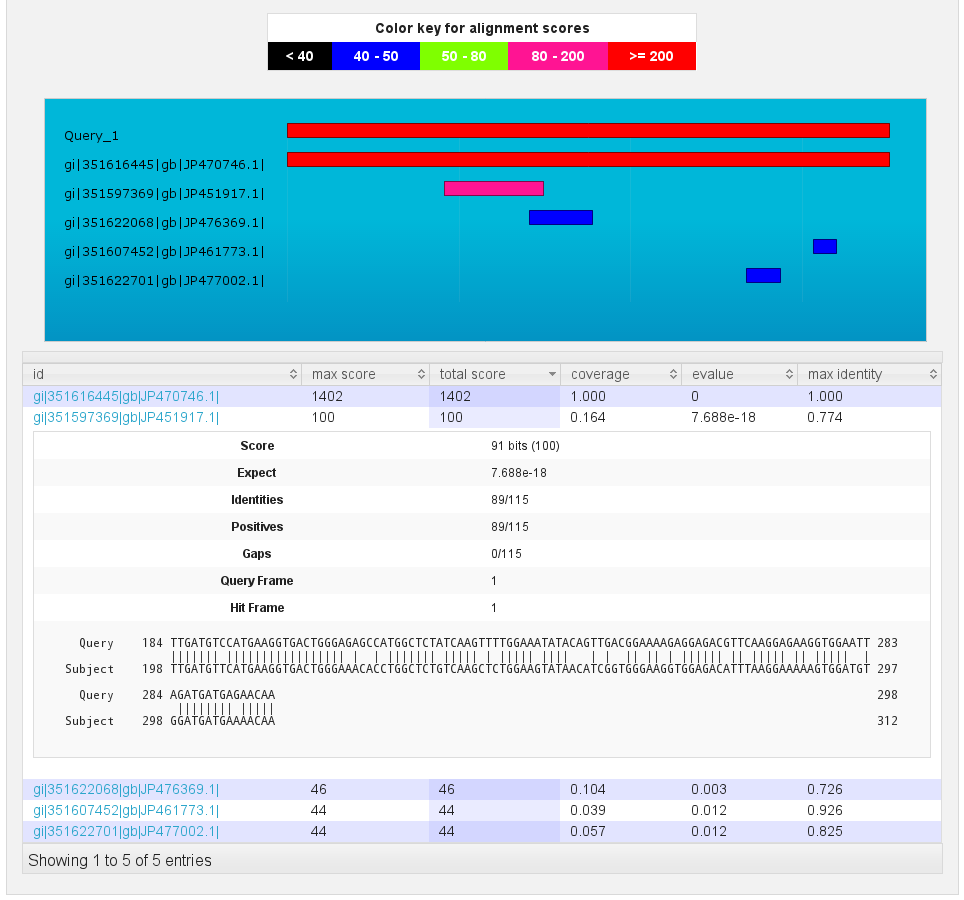 Color key for alignment scores
< 40 40 - 50 50 - 80 80 - 200 >= 200
Query_1
gi|351616445|gb|JP470746.1|
gi|351597369|gb|JP451917.1|
gi|351622068|gb|JP476369.1|
gi|351607452|gb|JP461773.1|
gi|351622701|gb|JP477002.1|
id max score total score coverage evalue max identity
gi|351616445|gb|JP470746.1| 1402 1402 1.000 0 1.000
gi|351597369|gb|JP451917.1| 100 100 0.164 7.688e-18 0.774
Score 91 bits (100)
Expect 7.688e-18
Identities 89/115
Positives 89/115
Gaps 0/115
Query Frame 1
Hit Frame 1
Query 184 TTGATGTCCATGAAGGTGACTGGGAGAGCCATGGCTCTATCAAGTTTTGGAAATATACAGTTGACGGAAAAGAGGAGACGTTCAAGGAGAAGGTGGAATT 283
||||||| ||||||||||||||||| | | ||||||| ||||| | ||||| |||| | | || || | |||||| || ||||| || ||||| |
Subject 198 TTGATGTTCATGAAGGTGACTGGGAAACACCTGGCTCTGTCAAGCTCTGGAAGTATAACATCGGTGGGAAGGTGGAGACATTTAAGGAAAAAGTGGATGT 297
Query 284 AGATGATGAGAACAA 298
|||||||| |||||
Subject 298 GGATGATGAAAACAA 312
gi|351622068|gb|JP476369.1| 46 46 0.104 0.003 0.726
gi|351607452|gb|JP461773.1| 44 44 0.039 0.012 0.926
gi|351622701|gb|JP477002.1| 44 44 0.057 0.012 0.825
Showing 1 to 5 of 5 entries